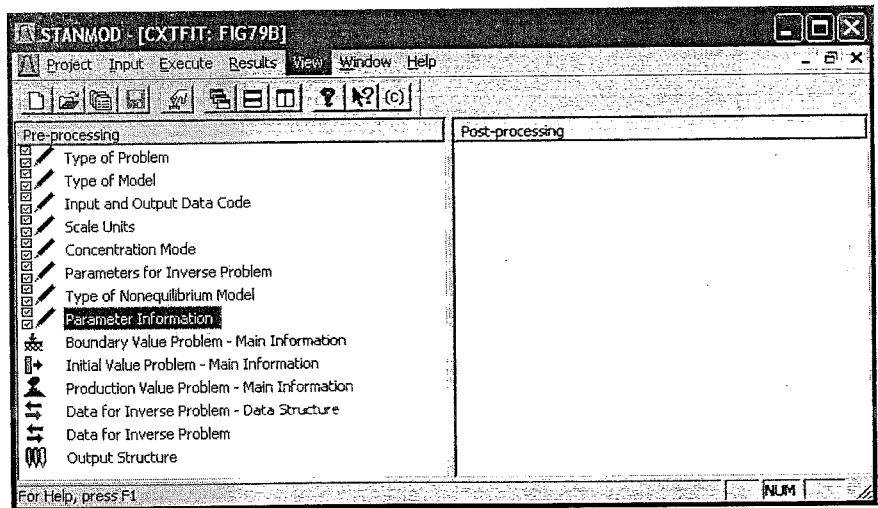 STANMOD - [CXTFIT: FIG79B]
Project Input Execute Results View Window Help
Pre-processing
Post-processing
Type of Problem
Type of Model
Input and Output Data Code
Scale Units
Concentration Mode
Parameters for Inverse Problem
Type of Nonequilibrium Model
Parameter Information
Boundary Value Problem - Main Information
Initial Value Problem - Main Information
Production Value Problem - Main Information
Data for Inverse Problem - Data Structure
Data for Inverse Problem
Output Structure
For Help, press F1
NUM